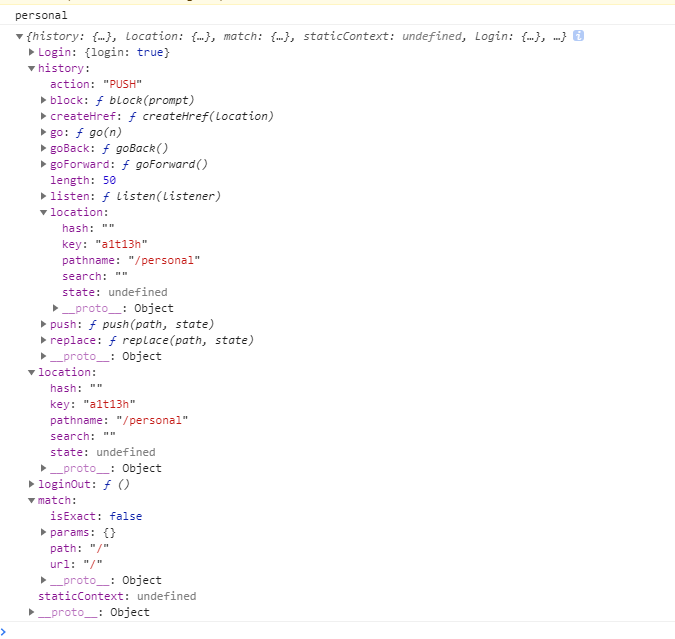 personal
{history: {…}, location: {…}, match: {…}, staticContext: undefined, Login: {…}, …}
Login: {login: true}
history:
action: "PUSH"
block: ƒ block(prompt)
createHref: ƒ createHref(location)
go: ƒ go(n)
goBack: ƒ goBack()
goForward: ƒ goForward()
length: 50
listen: ƒ listen(listener)
location:
hash: ""
key: "a1t13h"
pathname: "/personal"
search: ""
state: undefined
__proto__: Object
push: ƒ push(path, state)
replace: ƒ replace(path, state)
__proto__: Object
location:
hash: ""
key: "a1t13h"
pathname: "/personal"
search: ""
state: undefined
__proto__: Object
loginOut: ƒ ()
match:
isExact: false
params: {}
path: "/"
url: "/"
__proto__: Object
staticContext: undefined
__proto__: Object